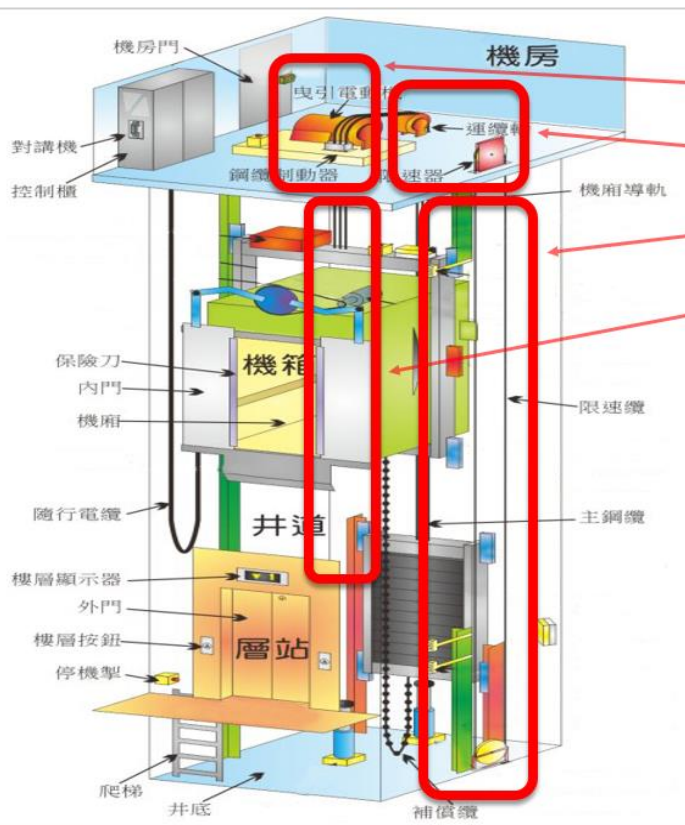 機房門
機房
曳引電動機
對講機
運纜軚
控制櫃
鋼纜制動器
限速器
機廂導軌
保險刀
機箱
內門
機廂
限速纜
隨行電纜
井道
主鋼纜
樓層顯示器
外門
樓層按鈕
層站
停機掣
爬梯
井底
補償纜